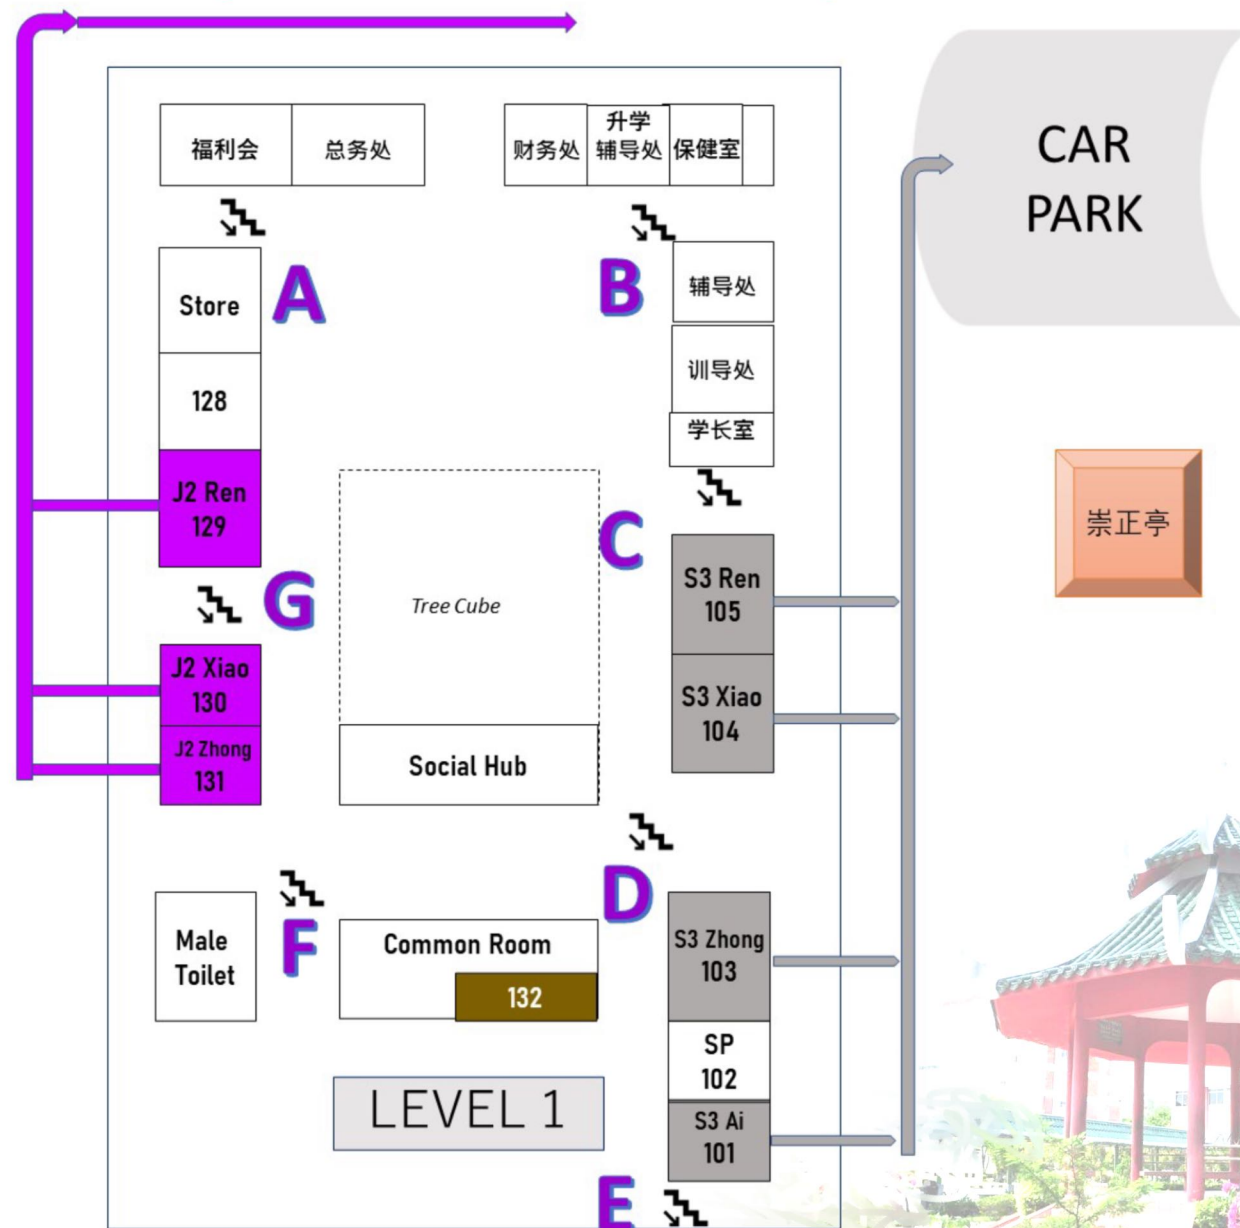 福利会
总务处
财务处
升学
辅导处
保健室
CAR
PARK
Store
A
B
辅导处
128
训导处
学长室
J2 Ren
129
C
崇正亭
G
Tree Cube
S3 Ren
105
J2 Xiao
130
S3 Xiao
104
J2 Zhong
131
Social Hub
D
Male
Toilet
F
Common Room
132
S3 Zhong
103
SP
102
LEVEL 1
S3 Ai
101
E